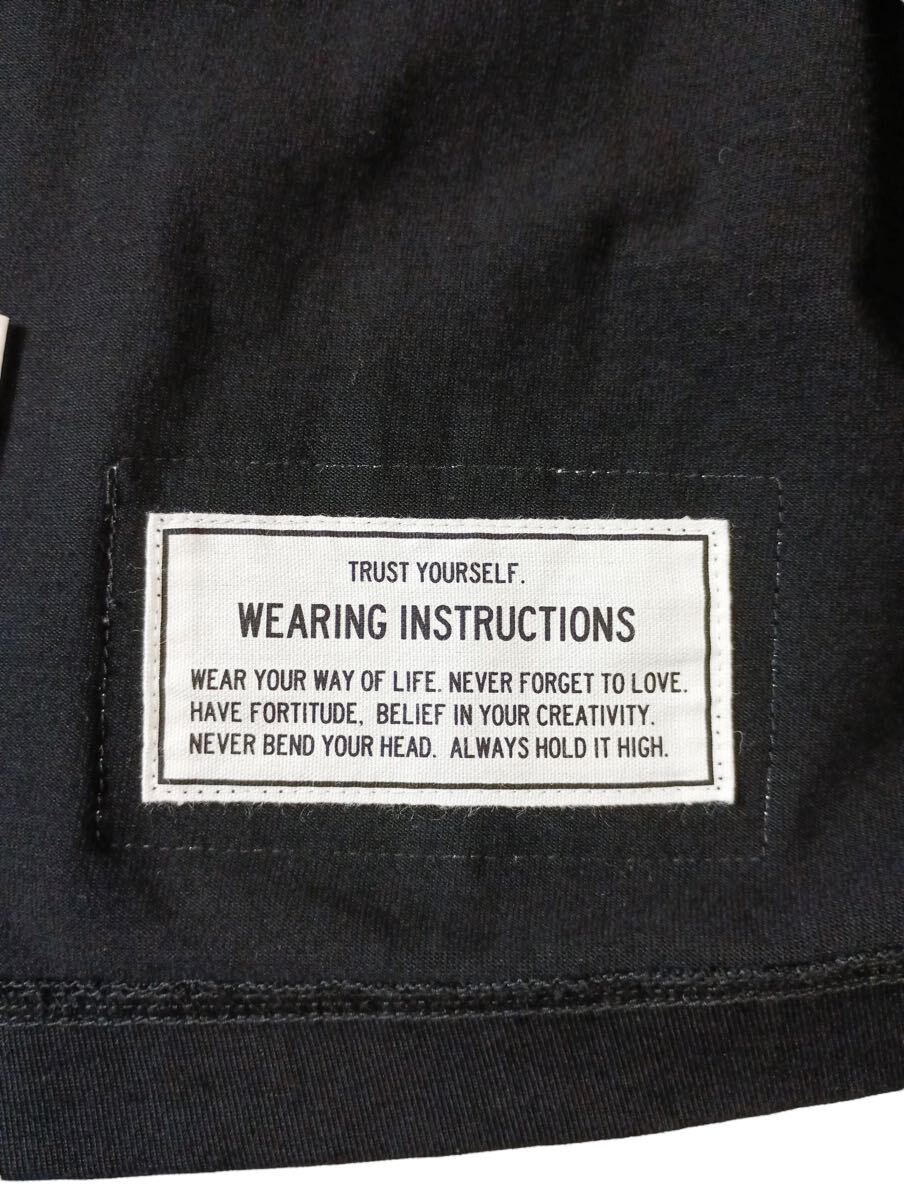 TRUST YOURSELF.
WEARING INSTRUCTIONS
WEAR YOUR WAY OF LIFE. NEVER FORGET TO LOVE.
HAVE FORTITUDE, BELIEF IN YOUR CREATIVITY.
NEVER BEND YOUR HEAD. ALWAYS HOLD IT HIGH.